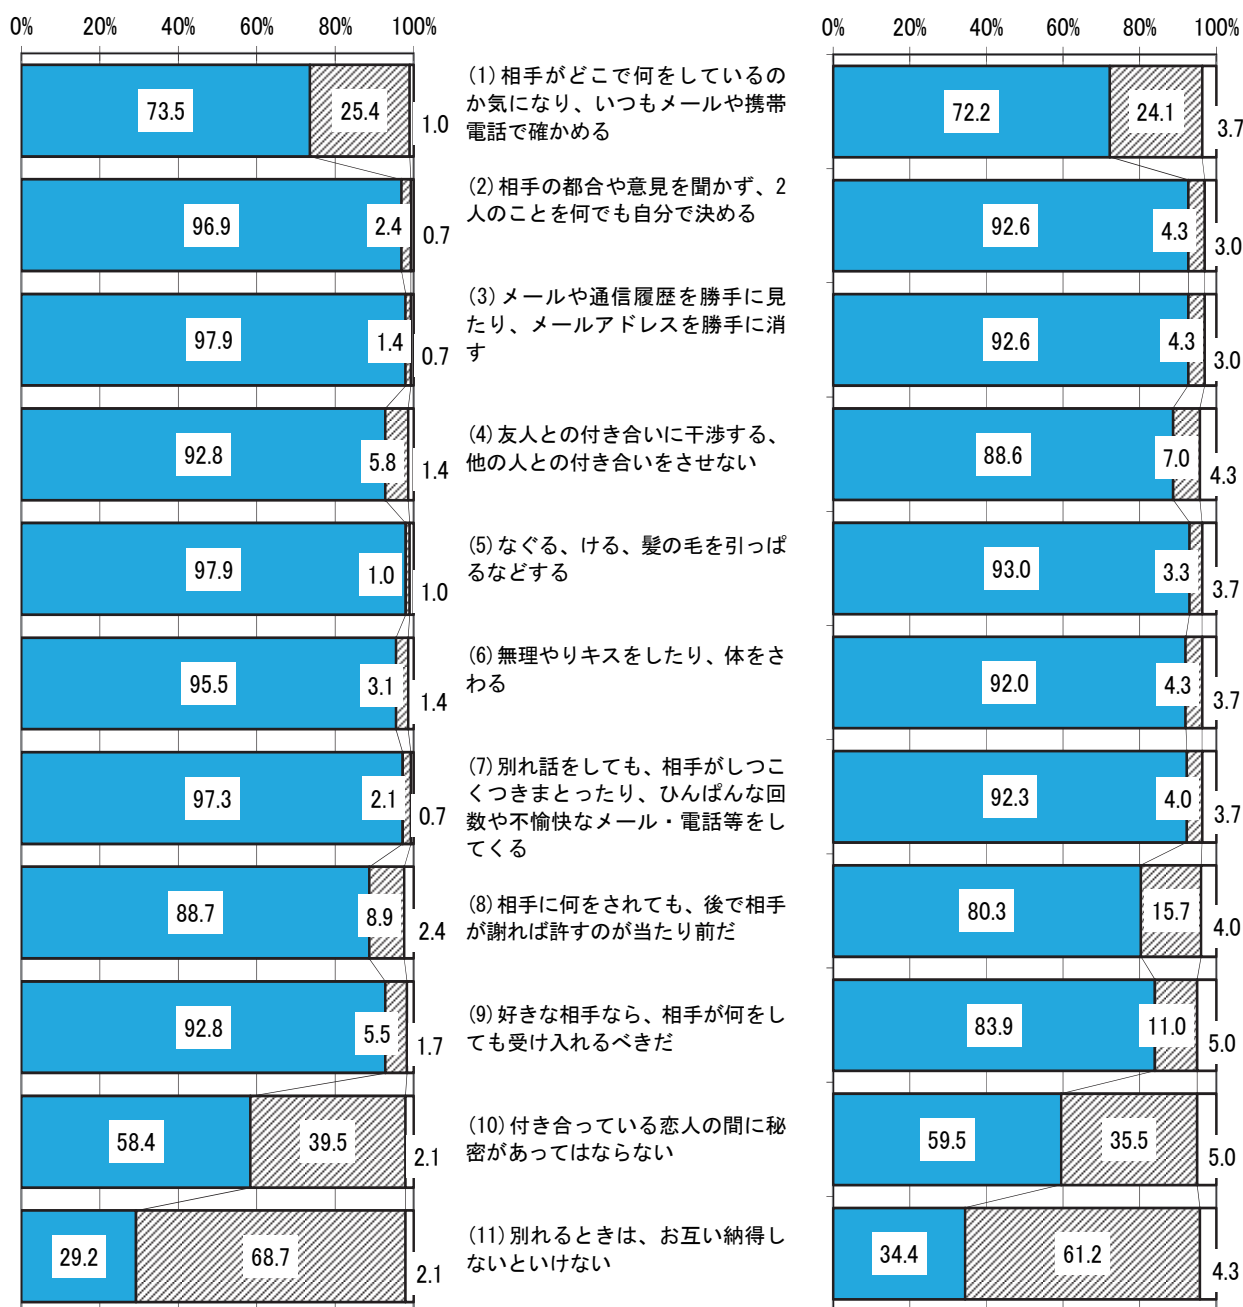 0% 20% 40% 60% 80% 100%
0% 20% 40% 60% 80% 100%
73.5 25.4 1.0
(1)相手がどこで何をしているの
か気になり、いつもメールや携帯
電話で確かめる
72.2 24.1 3.7
96.9 2.4 0.7
(2)相手の都合や意見を聞かず、2
人のことを何でも自分で決める
92.6 4.3 3.0
97.9 1.4 0.7
(3)メールや通信履歴を勝手に見
たり、メールアドレスを勝手に消
す
92.6 4.3 3.0
92.8 5.8 1.4
(4)友人との付き合いに干渉する、
他の人との付き合いをさせない
88.6 7.0 4.3
97.9 1.0 1.0
(5)なぐる、ける、髪の毛を引っぱ
るなどする
93.0 3.3 3.7
95.5 3.1 1.4
(6)無理やりキスをしたり、体をさ
わる
92.0 4.3 3.7
97.3 2.1 0.7
(7)別れ話をしても、相手がしつこ
くつきまとったり、ひんぱんな回
数や不愉快なメール・電話等をし
てくる
92.3 4.0 3.7
88.7 8.9 2.4
(8)相手に何をされても、後で相手
が謝れば許すのが当たり前だ
80.3 15.7 4.0
92.8 5.5 1.7
(9)好きな相手なら、相手が何をし
ても受け入れるべきだ
83.9 11.0 5.0
58.4 39.5 2.1
(10)付き合っている恋人の間に秘
密があってはならない
59.5 35.5 5.0
29.2 68.7 2.1
(11)別れるときは、お互い納得し
ないといけない
34.4 61.2 4.3